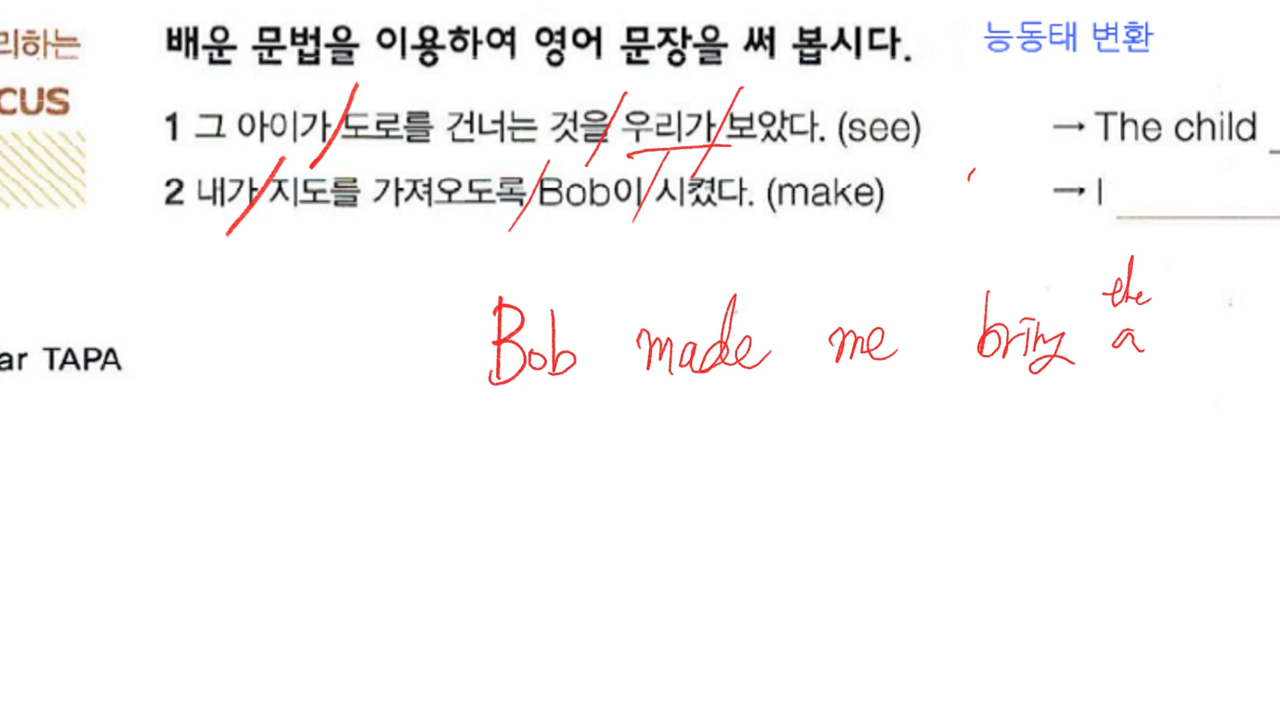 리하는
배운 문법을 이용하여 영어 문장을 써 봅시다.
능동태 변환
CUS
1 그 아이가 도로를 건너는 것을 우리가 보았다. (see) → The child
2 내가 지도를 가져오도록 Bob이 시켰다. (make) → I
the
Bob made me bring a
ar TAPA